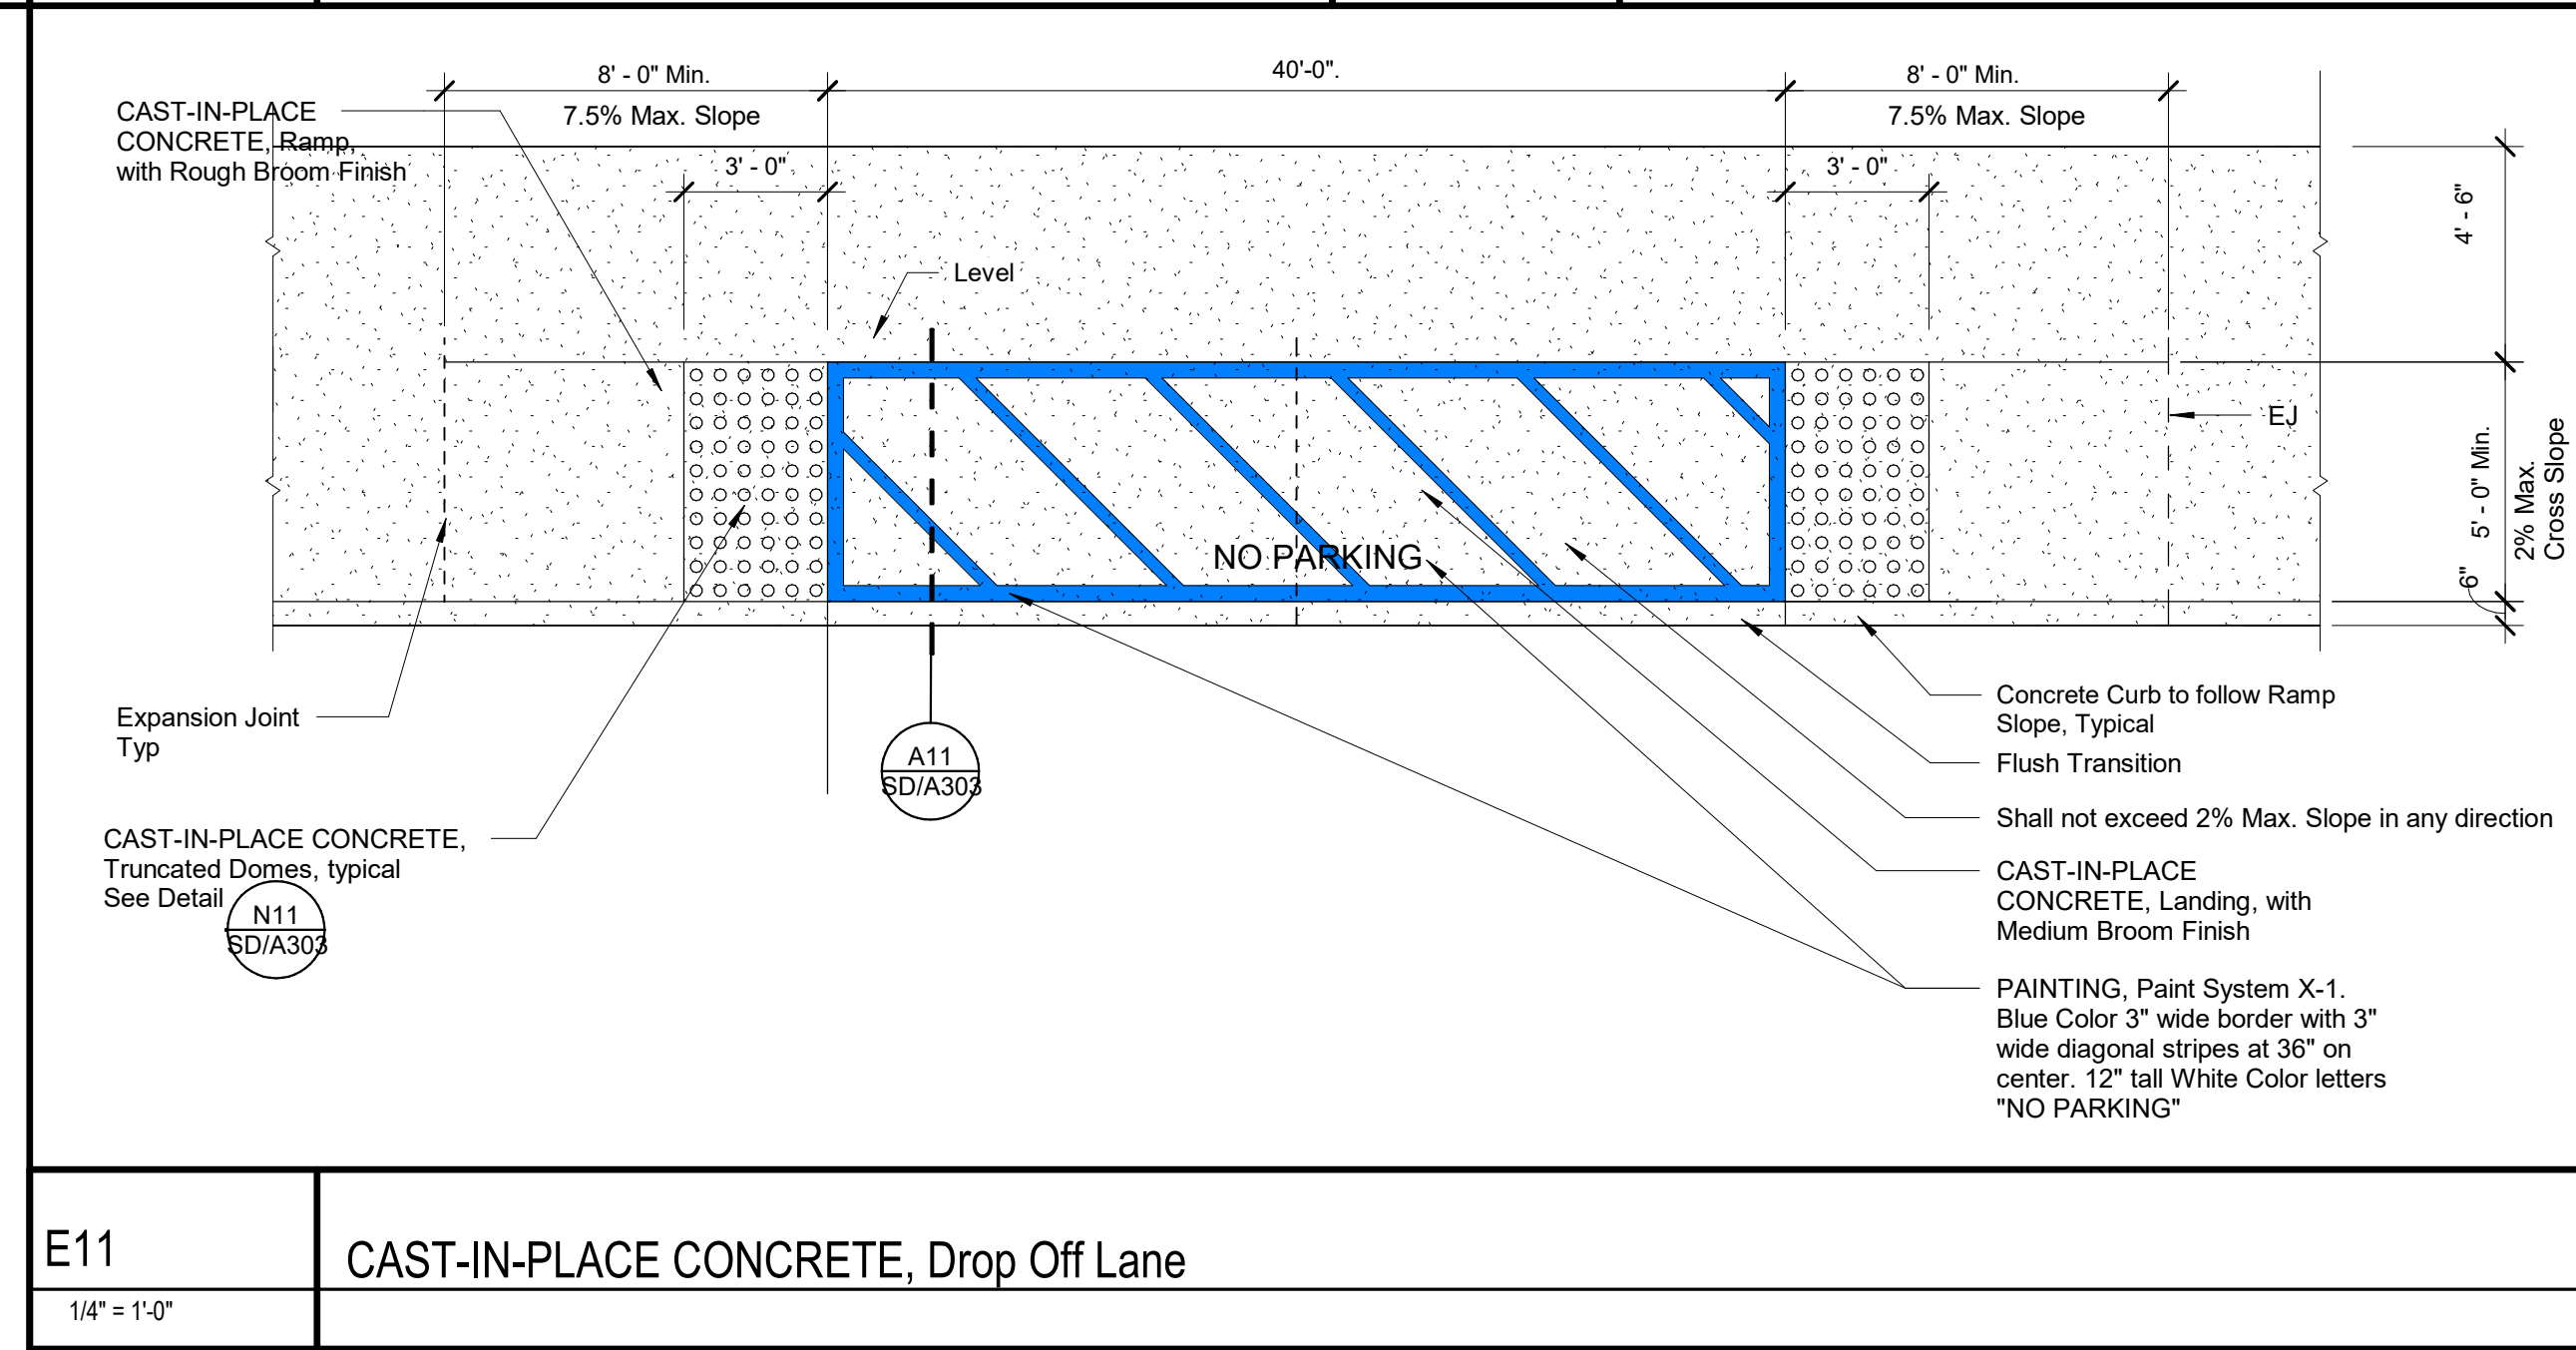 8' - 0" Min.
40'-0".
8' - 0" Min.
7.5% Max. Slope
7.5% Max. Slope
CAST-IN-PLACE
CONCRETE, Ramp,
with Rough Broom Finish
3' - 0"
3' - 0"
4' - 6"
Level
EJ
5' - 0" Min.
2% Max.
Cross Slope
6"
NO PARKING
Expansion Joint
Typ
A11
SD/A303
CAST-IN-PLACE CONCRETE,
Truncated Domes, typical
See Detail
N11
SD/A303
Concrete Curb to follow Ramp
Slope, Typical
Flush Transition
Shall not exceed 2% Max. Slope in any direction
CAST-IN-PLACE
CONCRETE, Landing, with
Medium Broom Finish
PAINTING, Paint System X-1.
Blue Color 3" wide border with 3"
wide diagonal stripes at 36" on
center. 12" tall White Color letters
"NO PARKING"
E11
CAST-IN-PLACE CONCRETE, Drop Off Lane
1/4" = 1'-0"